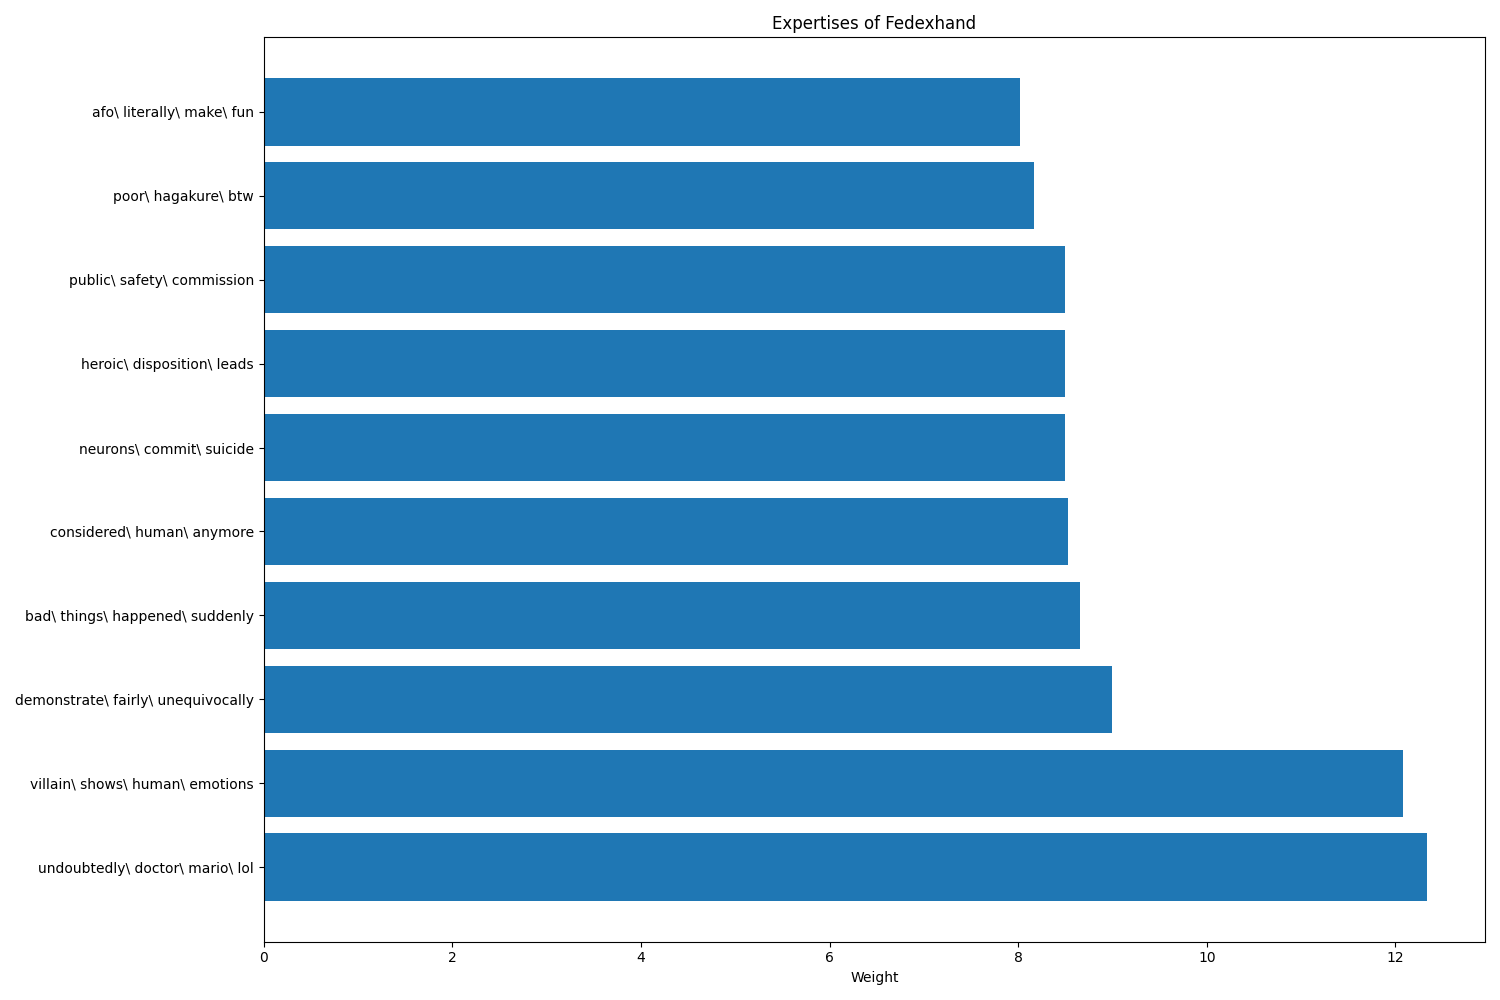 Expertises of Fedexhand
afo\ literally\ make\ fun
poor\ hagakure\ btw
public\ safety\ commission
heroic\ disposition\ leads
neurons\ commit\ suicide
considered\ human\ anymore
bad\ things\ happened\ suddenly
demonstrate\ fairly\ unequivocally
villain\ shows\ human\ emotions
undoubtedly\ doctor\ mario\ lol
0 2 4 6 8 10 12
Weight